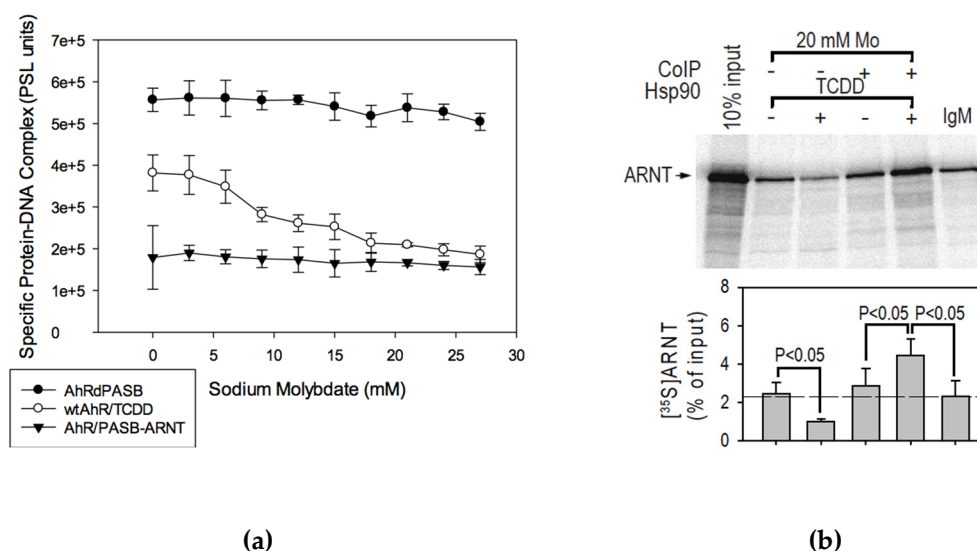 Specific Protein-DNA Complex (PSL units)
7e+5
6e+5
5e+5
4e+5
3e+5
2e+5
1e+5
0
0 5 10 15 20 25 30
Sodium Molybdate (mM)
AhRdPASB
wtAhR/TCDD
AhR/PASB-ARNT
(a)
10% input
20 mM Mo
CoIP - - + +
Hsp90 TCDD
- + - + IgM
ARNT
[³⁵S]ARNT
(% of input)
8
6
4
2
0
P<0.05
P<0.05
P<0.05
(b)